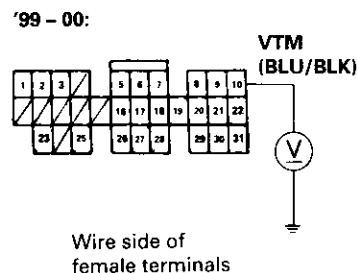 '99 – 00:
VTM
(BLU/BLK)
1 2 3 5 6 7 8 9 10
16 17 18 19 20 21 22
23 25 26 27 28 29 30 31
V
Wire side of
female terminals